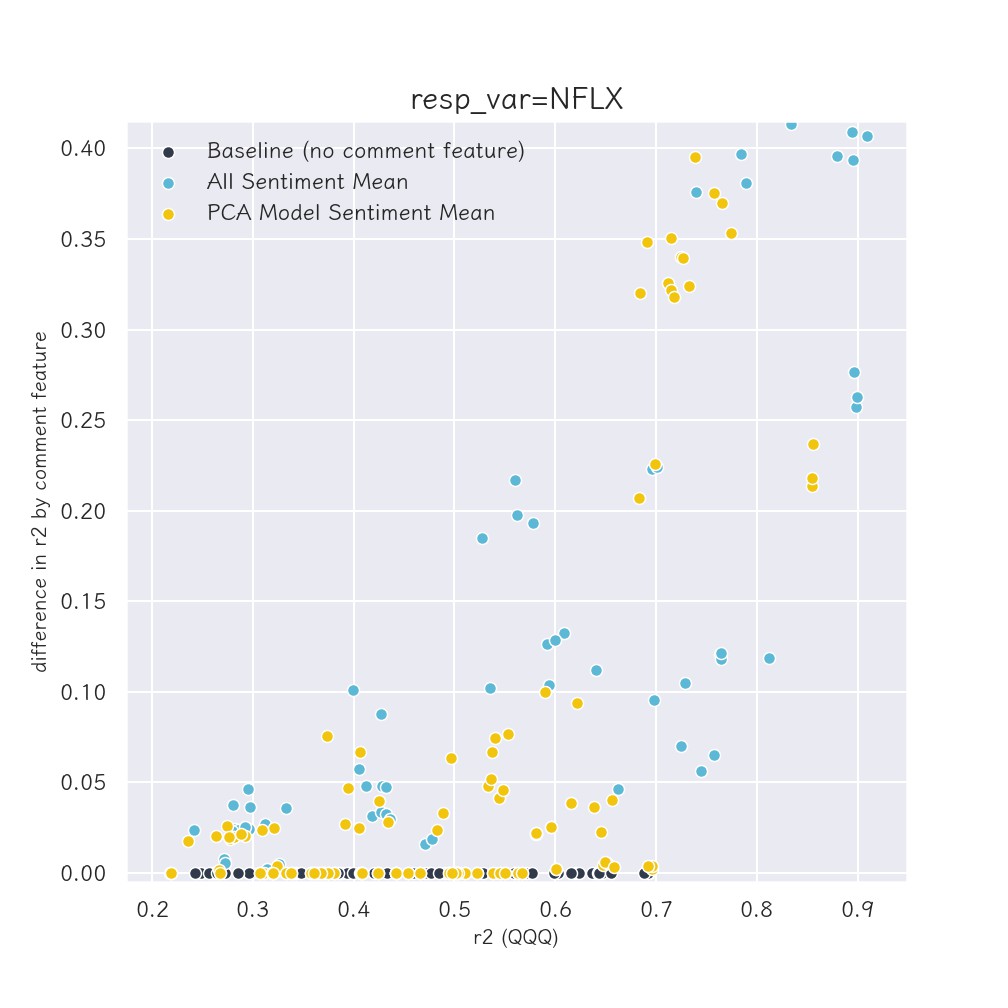 resp_var=NFLX
Baseline (no comment feature)
All Sentiment Mean
PCA Model Sentiment Mean
difference in r2 by comment feature
0.40
0.35
0.30
0.25
0.20
0.15
0.10
0.05
0.00
0.2 0.3 0.4 0.5 0.6 0.7 0.8 0.9
r2 (QQQ)